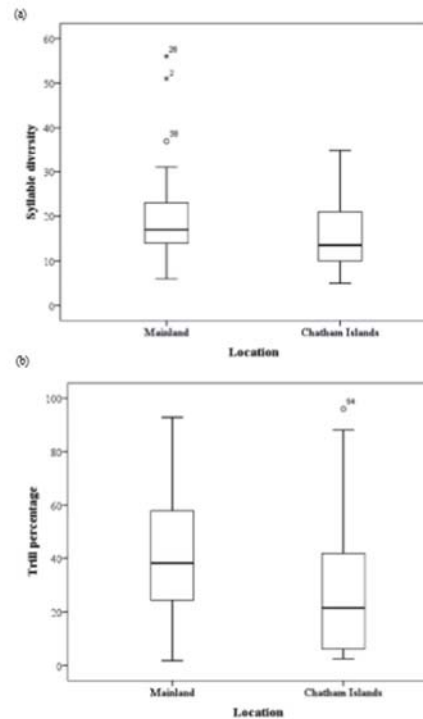 (a)
60
50
40
30
20
10
0
Syllable diversity
26
2
38
Mainland
Chatham Islands
Location
(b)
100
80
60
40
20
0
Trill percentage
94
Mainland
Chatham Islands
Location